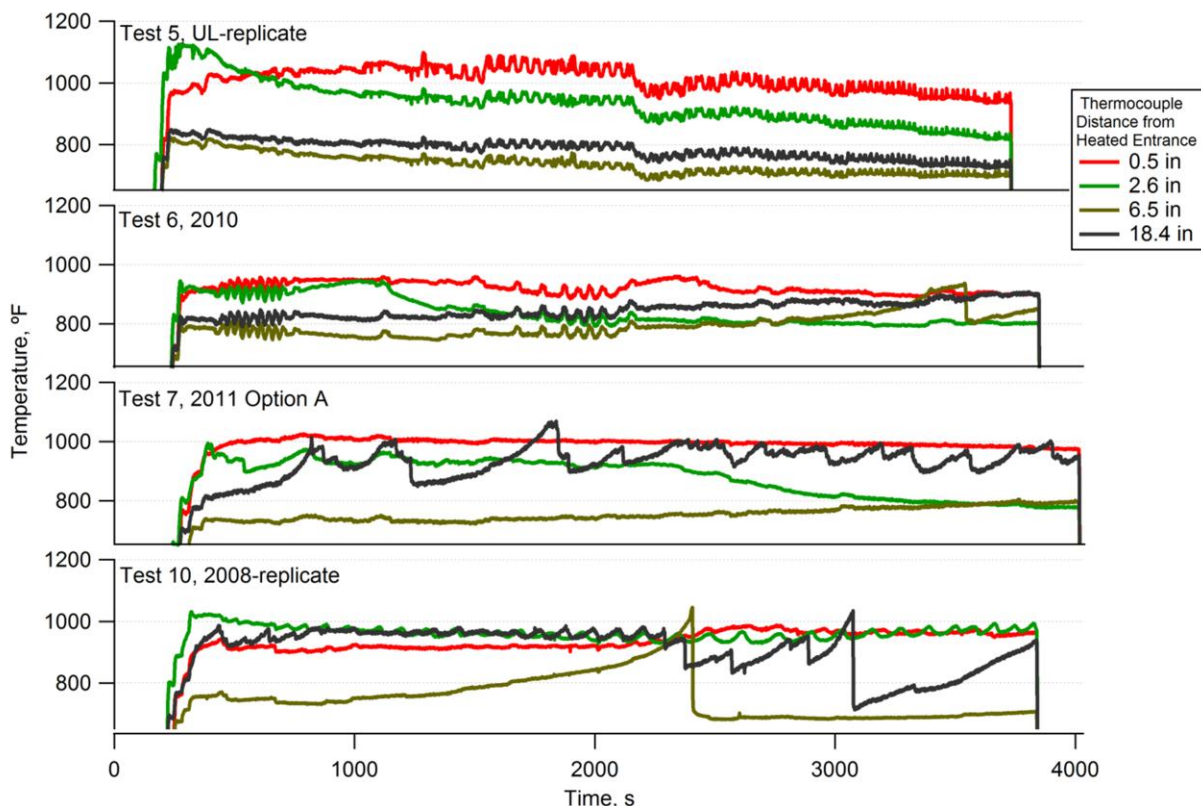 1200
Test 5, UL-replicate
1000
800
Thermocouple
Distance from
Heated Entrance
0.5 in
2.6 in
6.5 in
18.4 in
1200
Test 6, 2010
1000
800
Temperature, ºF
1200
Test 7, 2011 Option A
1000
800
1200
Test 10, 2008-replicate
1000
800
0 1000 2000 3000 4000
Time, s